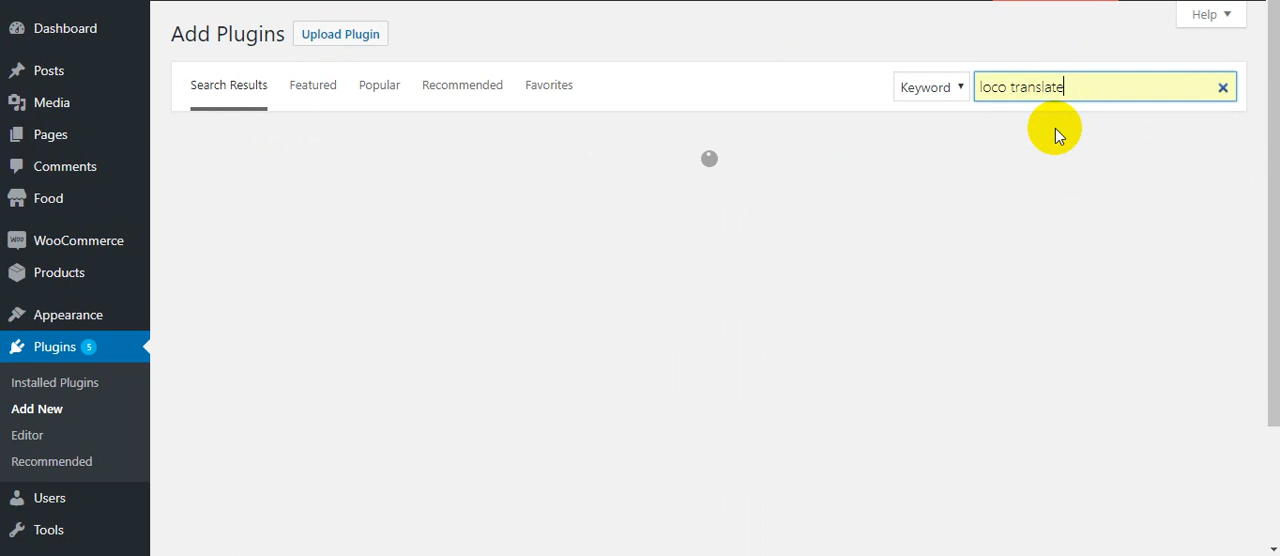 Dashboard
Posts
Media
Pages
Comments
Food
WOO WooCommerce
Products
Appearance
Plugins 5
Installed Plugins
Add New
Editor
Recommended
Users
Tools
Help
Add Plugins Upload Plugin
Search Results Featured Popular Recommended Favorites Keyword loco translate